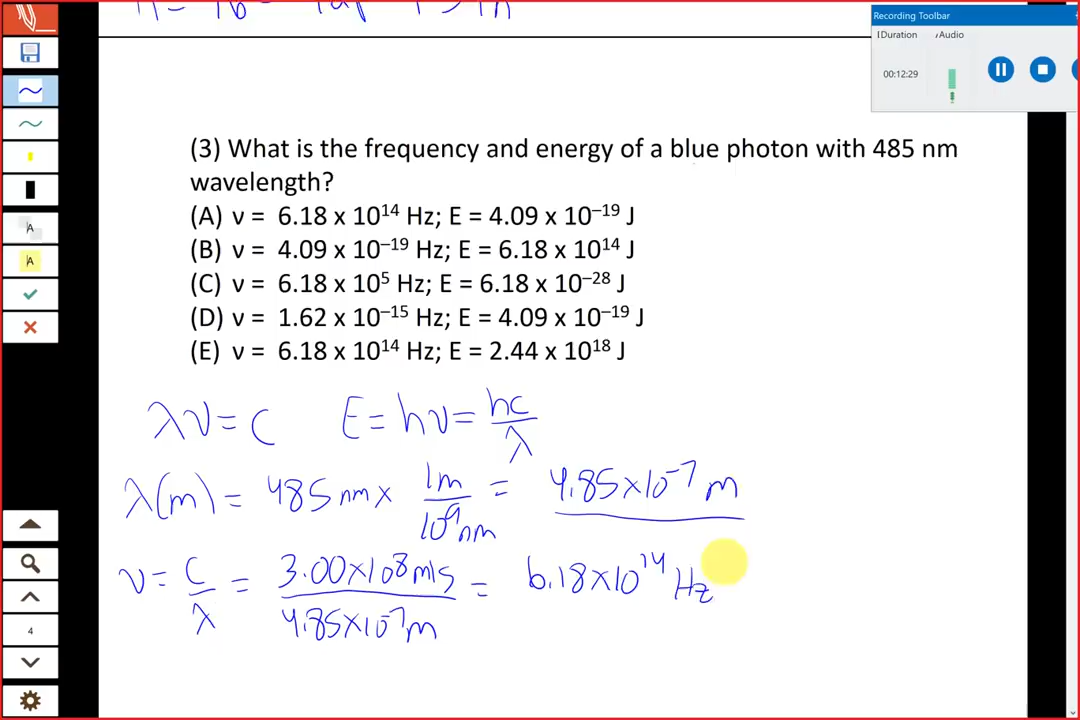 Recording Toolbar
Duration Audio
00:12:29
(3) What is the frequency and energy of a blue photon with 485 nm
wavelength?
(A) ν = 6.18 x 10¹⁴ Hz; E = 4.09 x 10⁻¹⁹ J
(B) ν = 4.09 x 10⁻¹⁹ Hz; E = 6.18 x 10¹⁴ J
(C) ν = 6.18 x 10⁵ Hz; E = 6.18 x 10⁻²⁸ J
(D) ν = 1.62 x 10⁻¹⁵ Hz; E = 4.09 x 10⁻¹⁹ J
(E) ν = 6.18 x 10¹⁴ Hz; E = 2.44 x 10¹⁸ J
λν = c E = hν = hc/λ
λ(m) = 485 nm x 1m/10⁹nm = 4.85x10⁻⁷ m
ν = c/λ = 3.00x10⁸ m/s / 4.85x10⁻⁷ m = 6.18x10¹⁴ Hz
A
A
4